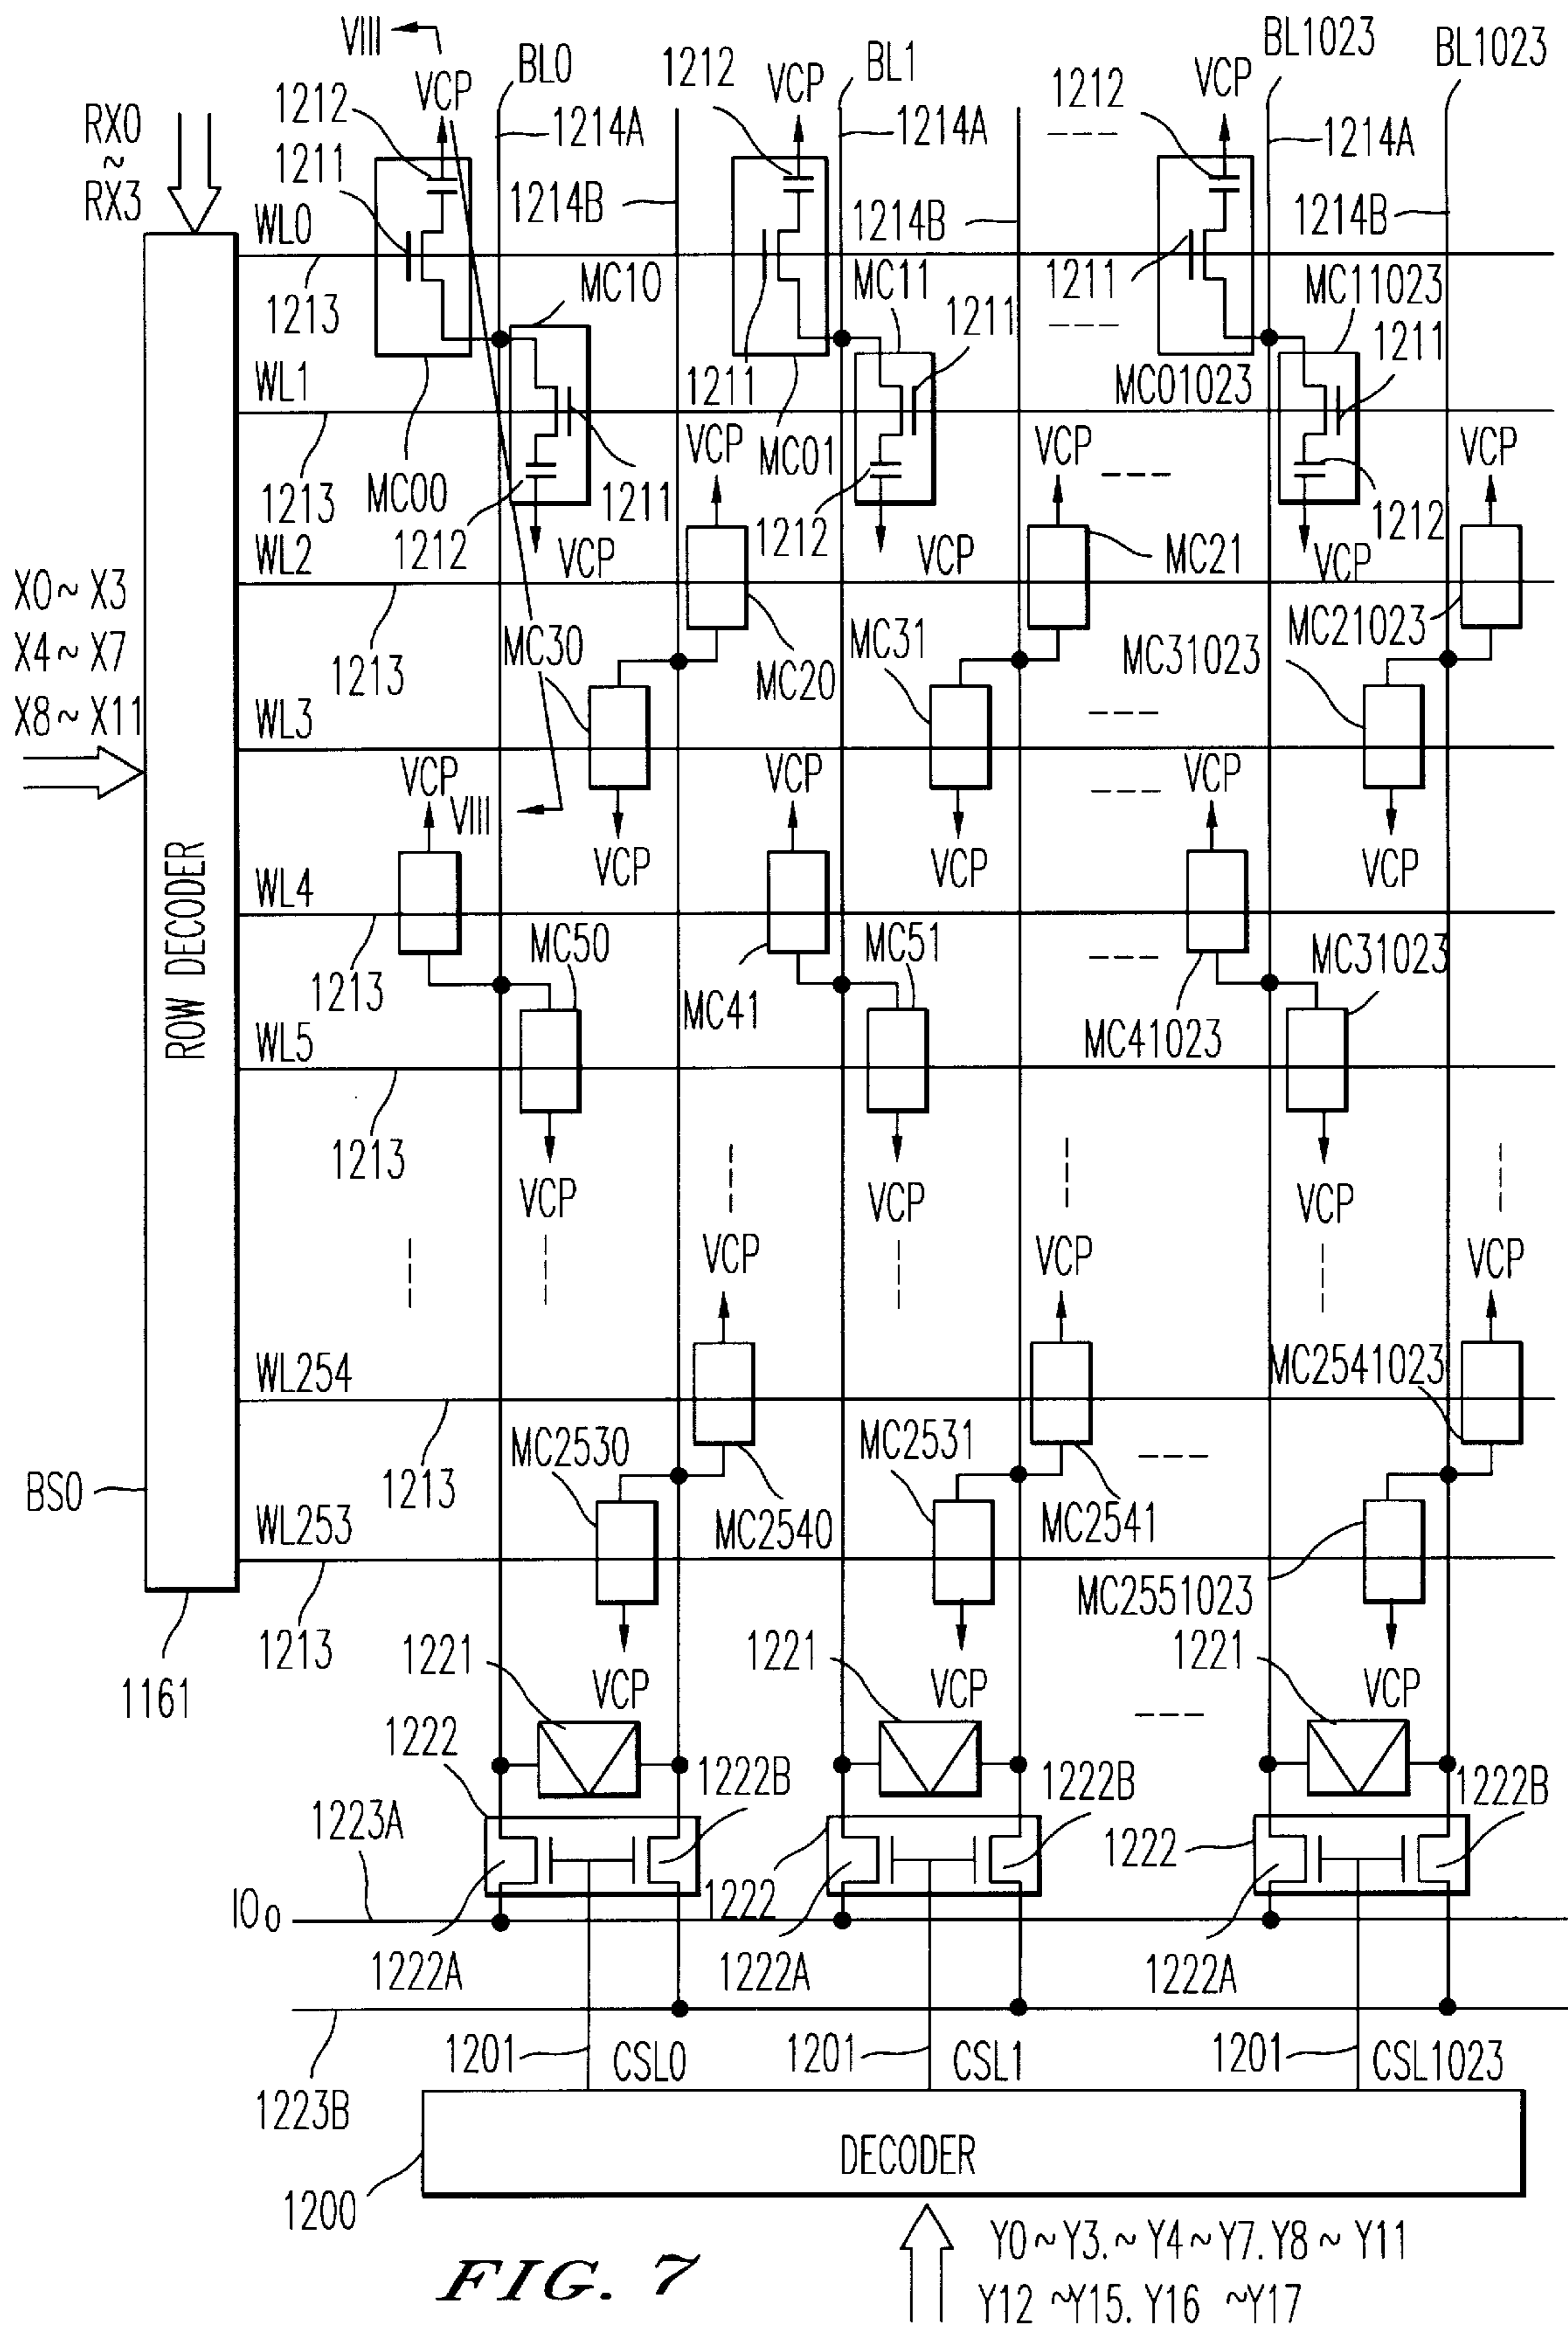 VIII
VCP
BL0
1212
VCP
BL1
1212
VCP
BL1023
BL1023
RX0
~
RX3
1212
1211
1214A
1214B
1214A
1214B
1214A
1214B
WL0
1213
MC10
MC11
1211
1211
MC11023
1211
1211
WL1
1213
MC00
1212
1211
VCP
VCP
MC01
1212
VCP
VCP
MC01023
1212
VCP
VCP
WL2
1213
MC30
MC20
MC31
MC21
MC31023
MC21023
X0~X3
X4~X7
X8~X11
WL3
VCP
VIII
VCP
VCP
VCP
VCP
VCP
ROW DECODER
WL4
1213
MC50
MC41
MC51
MC41023
MC31023
WL5
1213
VCP
VCP
VCP
VCP
VCP
VCP
WL254
1213
MC2530
MC2540
MC2531
MC2541
MC2541023
BS0
WL253
1213
MC2551023
1161
1221
VCP
1221
VCP
1221
VCP
1222
1222B
1222B
1222B
1223A
1222
1222
IO0
1222A
1222A
1222A
1201
CSL0
1201
CSL1
1201
CSL1023
1223B
DECODER
1200
Y0~Y3.~Y4~Y7.Y8~Y11
Y12 ~Y15. Y16 ~Y17
FIG. 7